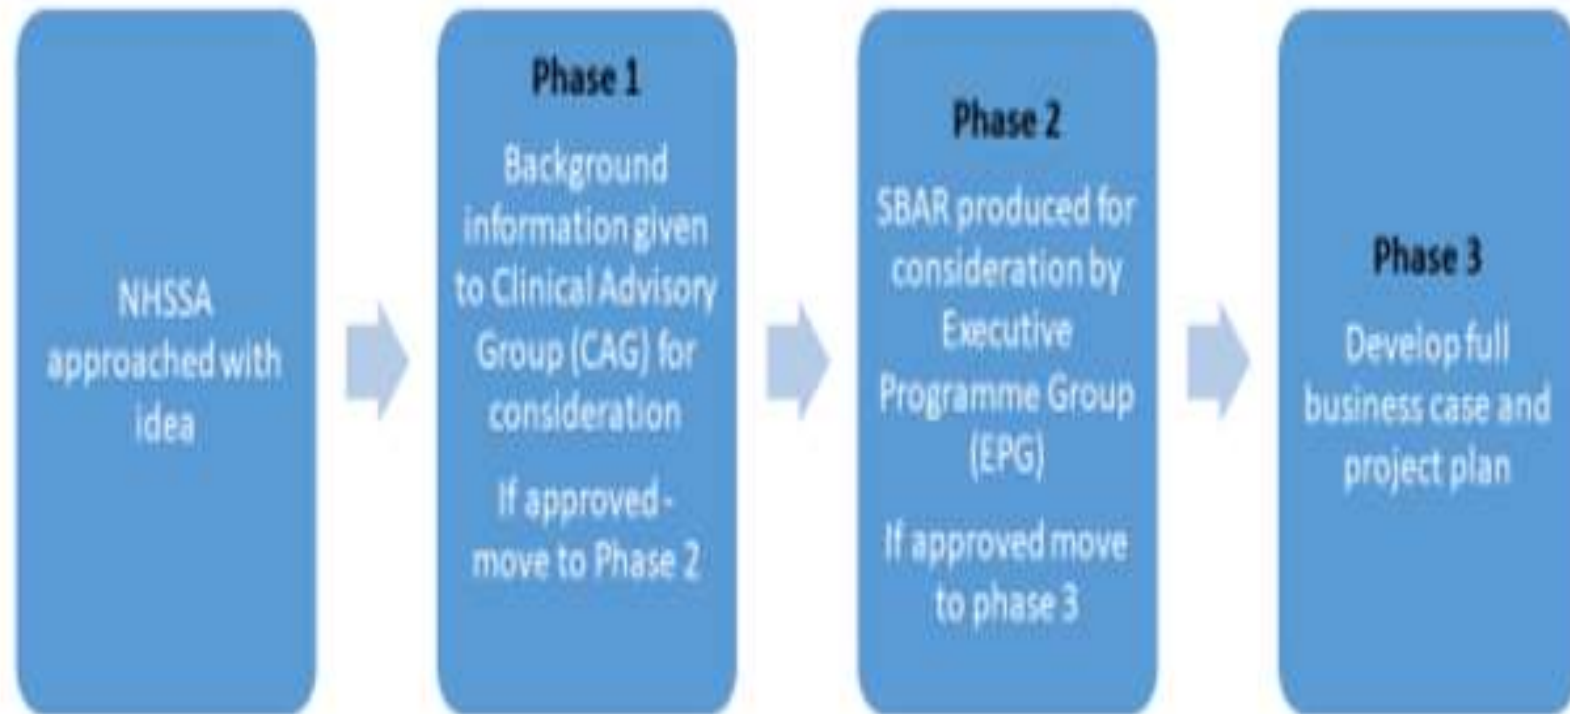 NHSSA
approached with
idea
Phase 1
Background
information given
to Clinical Advisory
Group (CAG) for
consideration
If approved -
move to Phase 2
Phase 2
SBAR produced for
consideration by
Executive
Programme Group
(EPG)
If approved move
to phase 3
Phase 3
Develop full
business case and
project plan